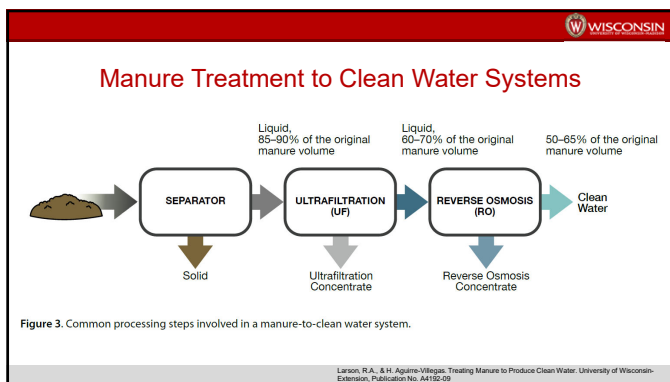 WISCONSIN
UNIVERSITY OF WISCONSIN-MADISON
Manure Treatment to Clean Water Systems
Liquid,
85–90% of the original
manure volume
Liquid,
60–70% of the original
manure volume
50–65% of the original
manure volume
SEPARATOR
ULTRAFILTRATION
(UF)
REVERSE OSMOSIS
(RO)
Clean
Water
Solid
Ultrafiltration
Concentrate
Reverse Osmosis
Concentrate
Figure 3. Common processing steps involved in a manure-to-clean water system.
Larson, R.A., & H. Aguirre-Villegas. Treating Manure to Produce Clean Water. University of Wisconsin-
Extension, Publication No. A4192-09